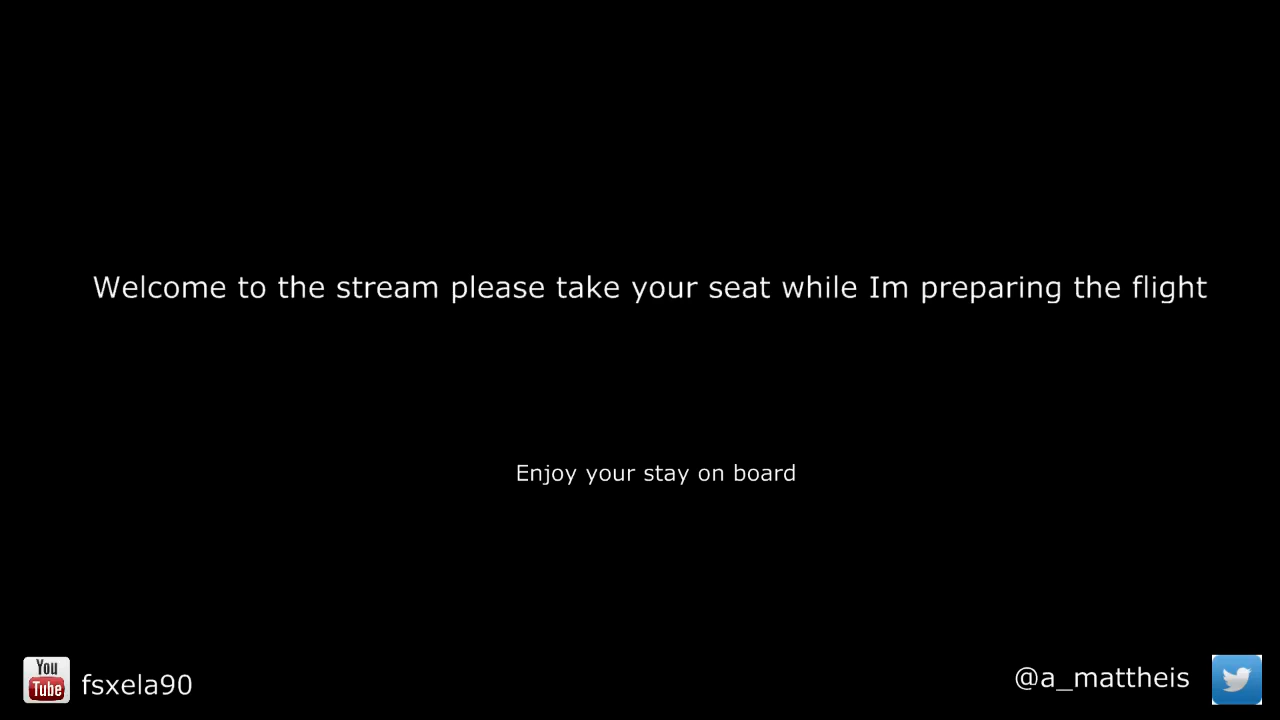 Welcome to the stream please take your seat while Im preparing the flight
Enjoy your stay on board
You
Tube
fsxela90
@a_mattheis